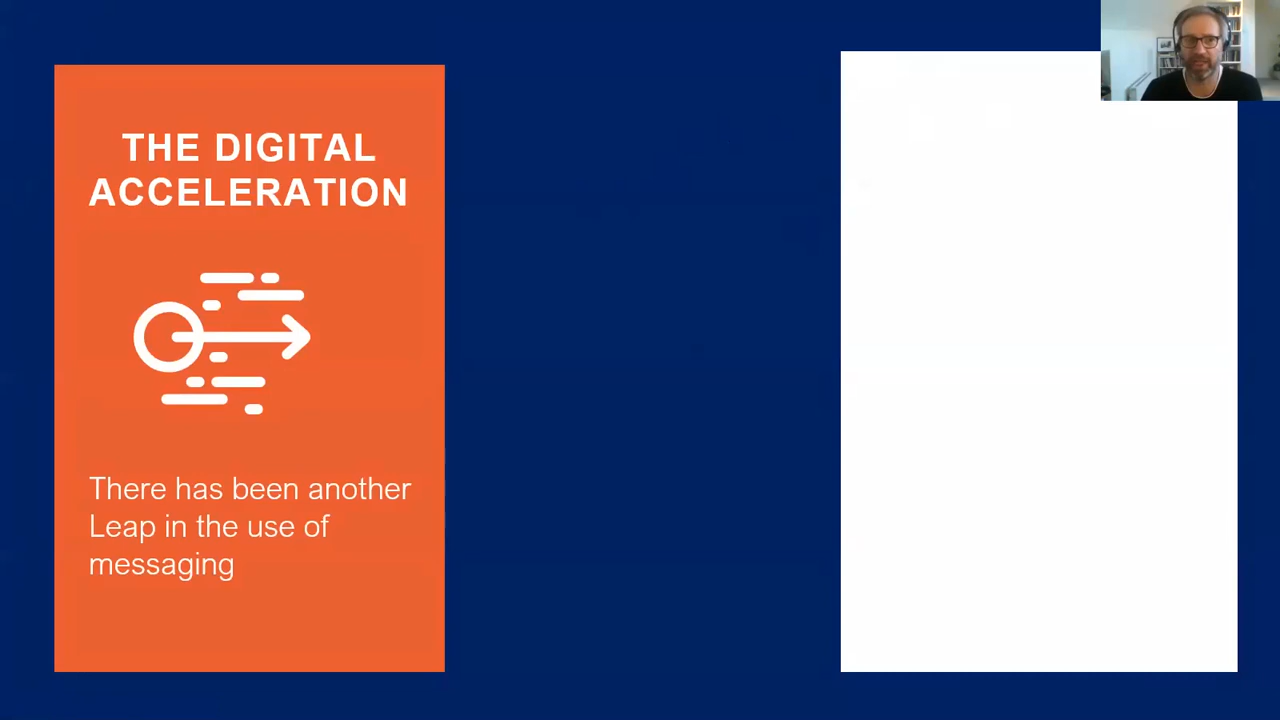 THE DIGITAL
ACCELERATION
There has been another
Leap in the use of
messaging